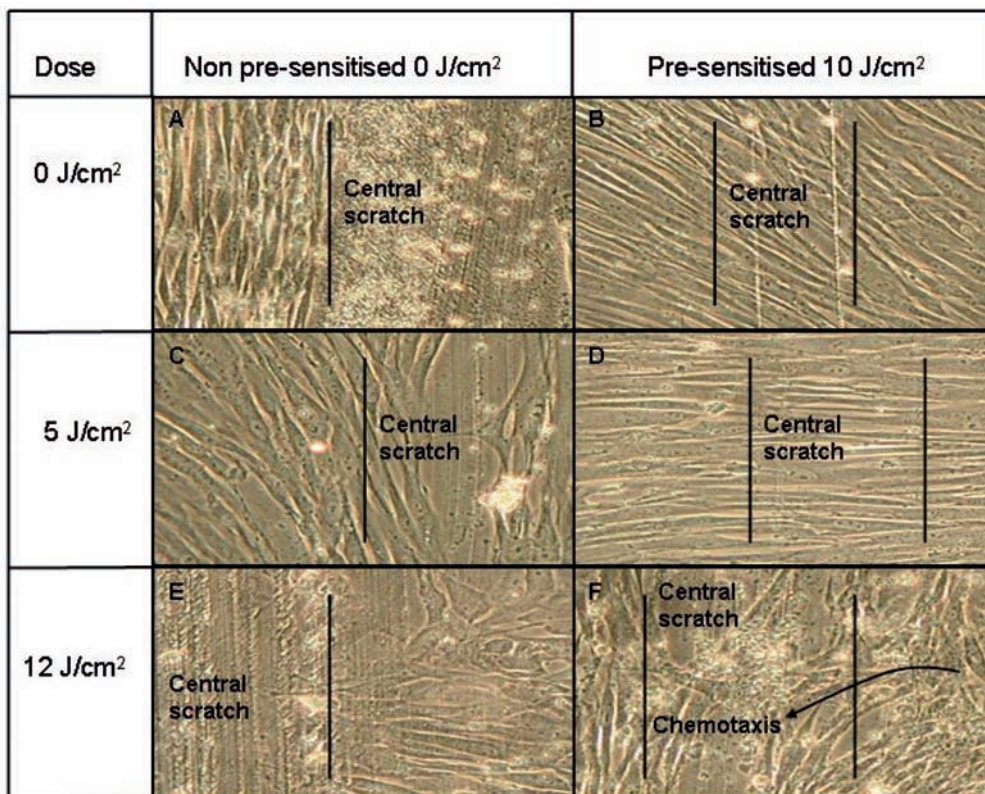 Dose
Non pre-sensitised 0 J/cm²
Pre-sensitised 10 J/cm²
0 J/cm²
A
Central
scratch
B
Central
scratch
5 J/cm²
C
Central
scratch
D
Central
scratch
12 J/cm²
E
Central
scratch
F
Central
scratch
Chemotaxis